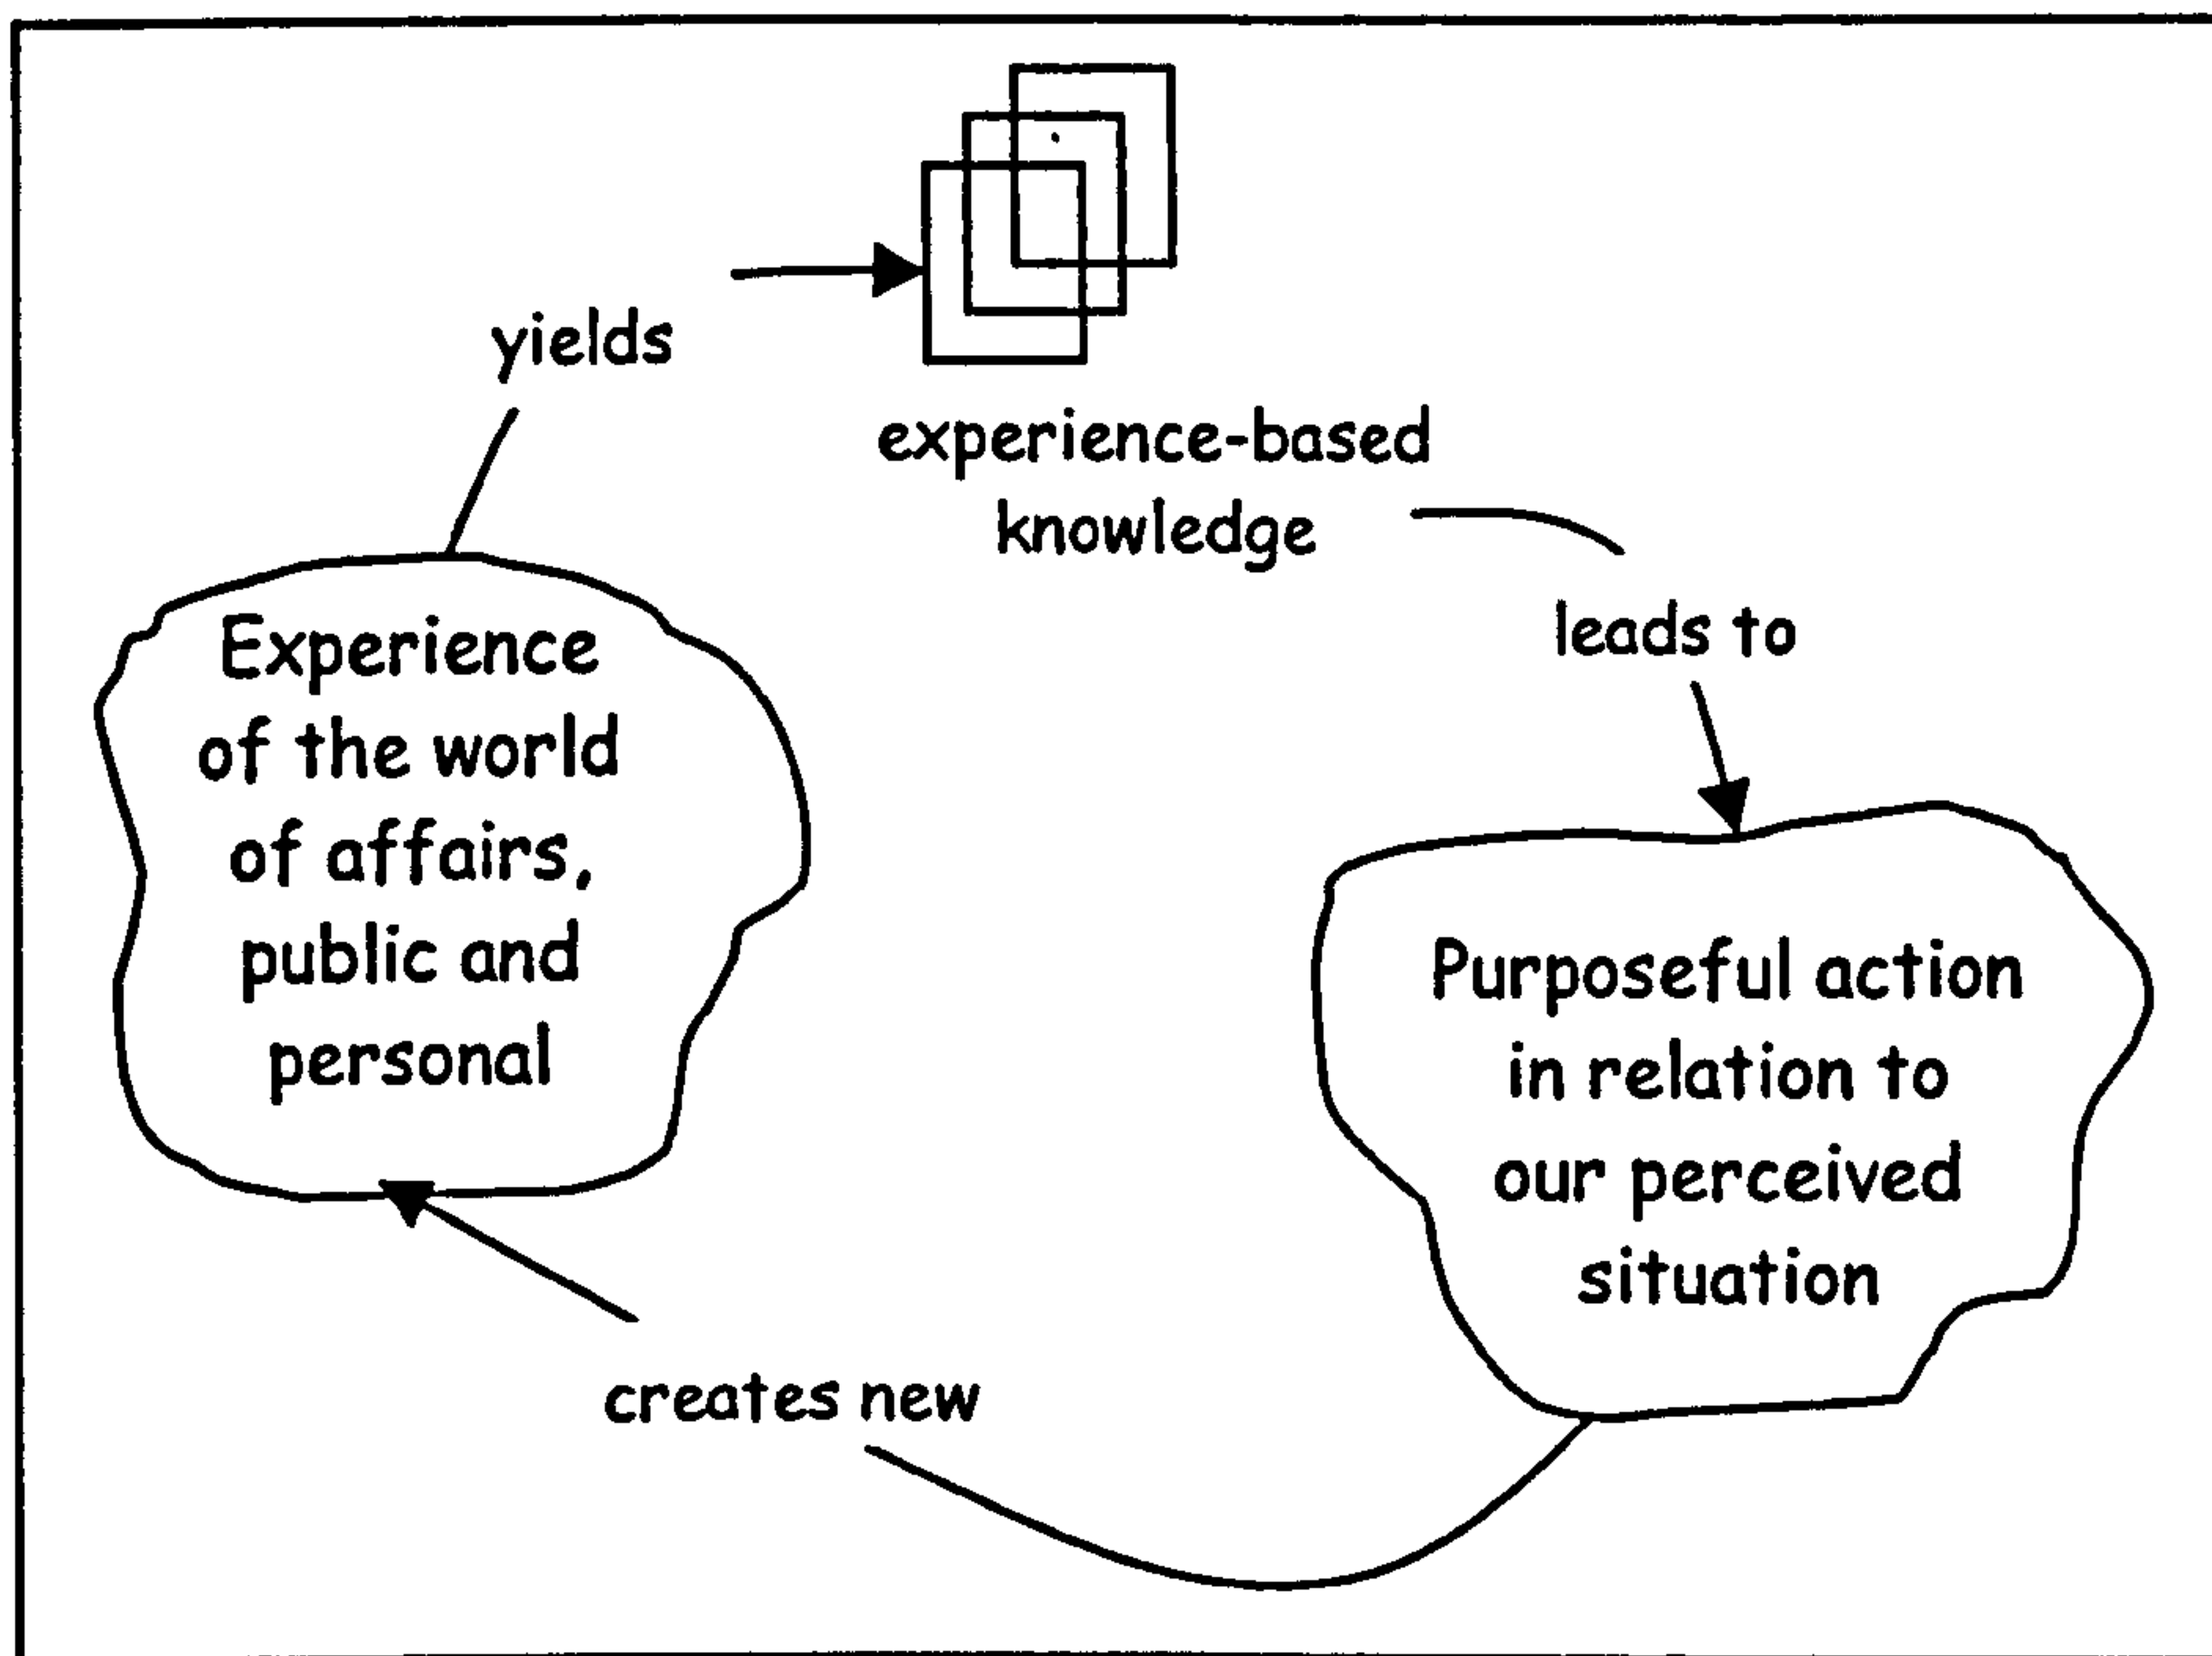 yields
experience-based
knowledge
leads to
Experience
of the world
of affairs,
public and
personal
Purposeful action
in relation to
our perceived
situation
creates new